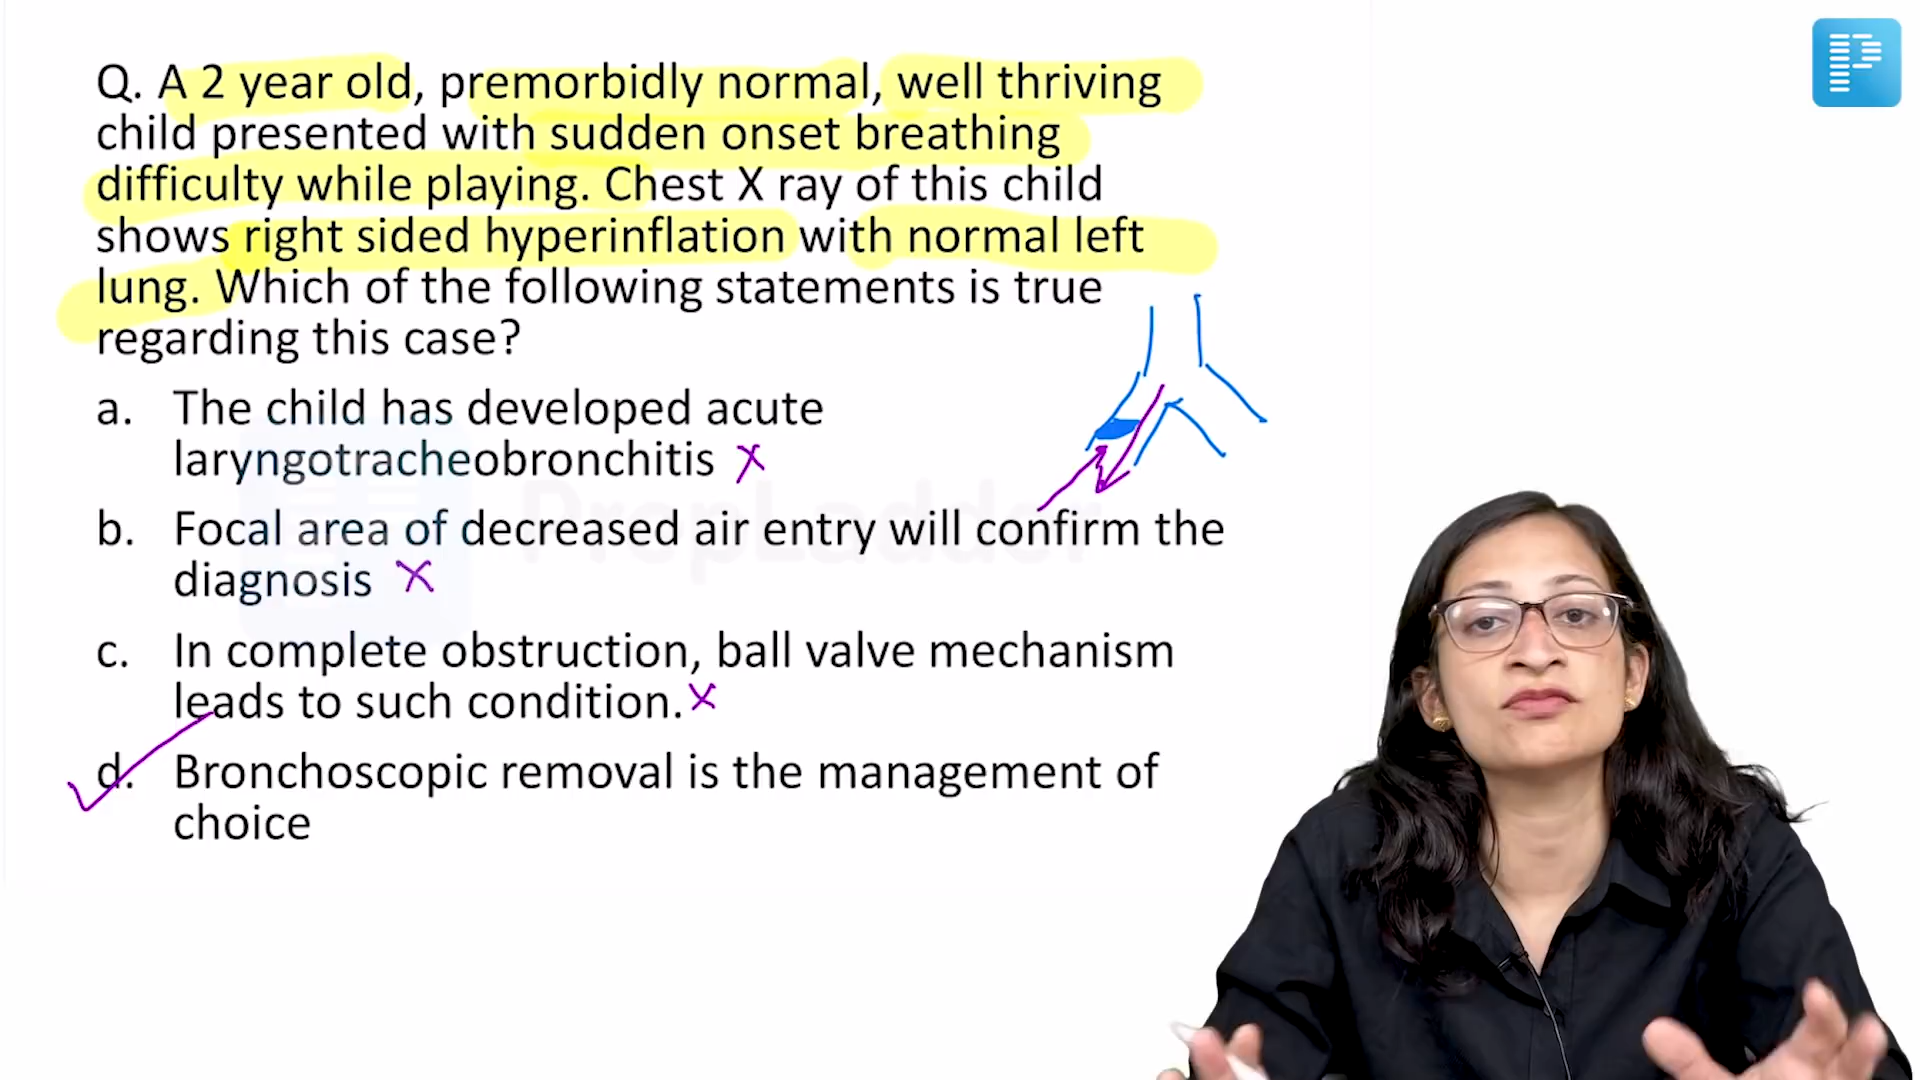 Q. A 2 year old, premorbidly normal, well thriving
child presented with sudden onset breathing
difficulty while playing. Chest X ray of this child
shows right sided hyperinflation with normal left
lung. Which of the following statements is true
regarding this case?
a. The child has developed acute
laryngotracheobronchitis
b. Focal area of decreased air entry will confirm the
diagnosis
c. In complete obstruction, ball valve mechanism
leads to such condition.
d. Bronchoscopic removal is the management of
choice
PrepLadder